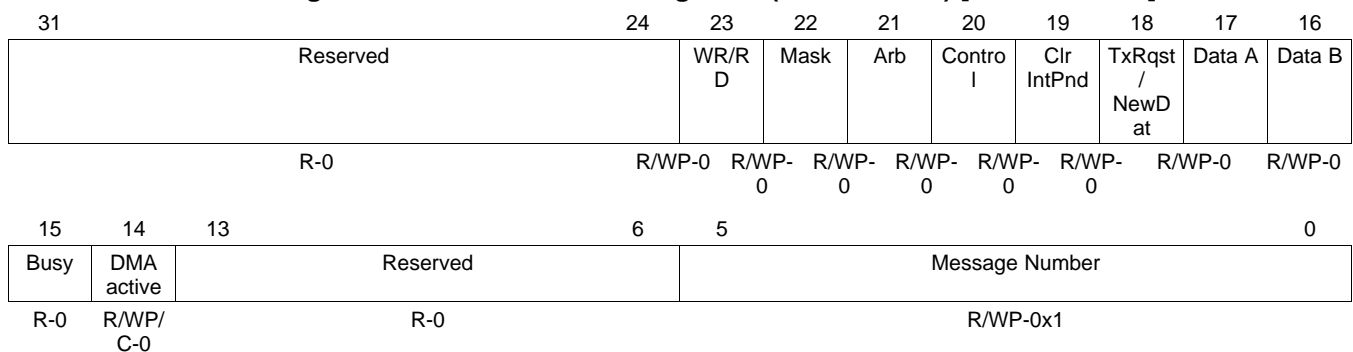 31 24 23 22 21 20 19 18 17 16
Reserved WR/R Mask Arb Contro Clr TxRqst Data A Data B
D l IntPnd /
NewD
at
R-0 R/WP-0 R/WP- R/WP- R/WP- R/WP- R/WP- R/WP-0 R/WP-0
0 0 0 0 0
15 14 13 6 5 0
Busy DMA Reserved Message Number
active
R-0 R/WP/ R-0 R/WP-0x1
C-0